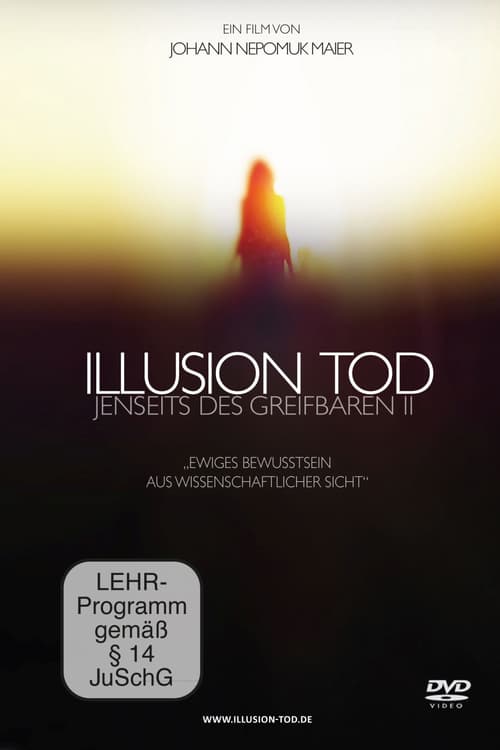 EIN FILM VON
JOHANN NEPOMUK MAIER
ILLUSION TOD
JENSEITS DES GREIFBAREN II
„EWIGES BEWUSSTSEIN
AUS WISSENSCHAFTLICHER SICHT“
LEHR-
Programm
gemäß
§ 14
JuSchG
DVD
VIDEO
WWW.ILLUSION-TOD.DE